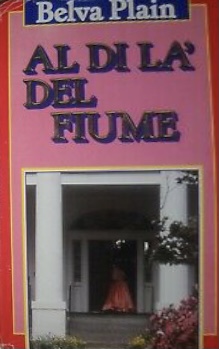 Belva Plain
AL DI LA'
DEL
FIUME